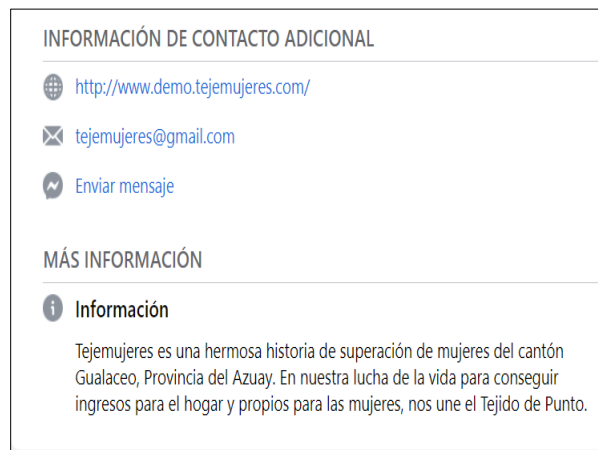 INFORMACIÓN DE CONTACTO ADICIONAL
http://www.demo.tejemujeres.com/
tejemujeres@gmail.com
Enviar mensaje
MÁS INFORMACIÓN
Información
Tejemujeres es una hermosa historia de superación de mujeres del cantón
Gualaceo, Provincia del Azuay. En nuestra lucha de la vida para conseguir
ingresos para el hogar y propios para las mujeres, nos une el Tejido de Punto.